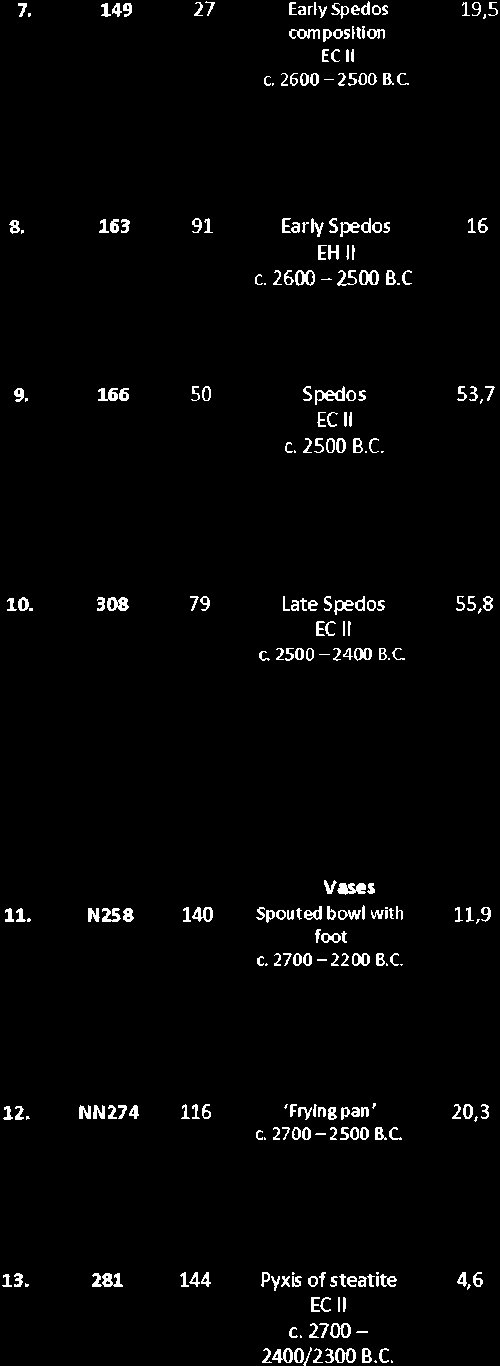 7. 149 27 Early Spedos 19,5
composition
EC II
c. 2600 – 2500 B.C.
8. 163 91 Early Spedos 16
EH II
c. 2600 – 2500 B.C
9. 166 50 Spedos 53,7
EC II
c. 2500 B.C.
10. 308 79 Late Spedos 55,8
EC II
c. 2500 – 2400 B.C.
Vases
11. N258 140 Spouted bowl with 11,9
foot
c. 2700 – 2200 B.C.
12. NN274 116 'Frying pan' 20,3
c. 2700 – 2500 B.C.
13. 281 144 Pyxis of steatite 4,6
EC II
c. 2700 –
2400/2300 B.C.